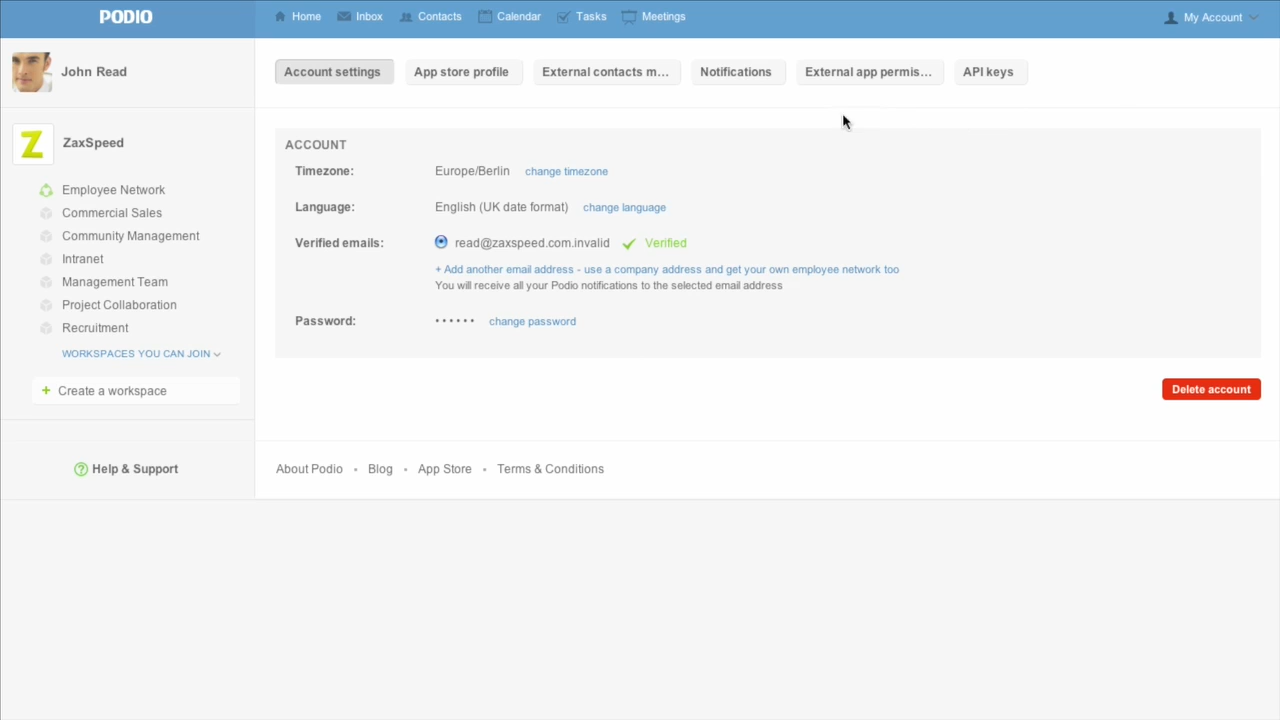 PODIO
Home Inbox Contacts Calendar Tasks Meetings My Account
John Read
Account settings App store profile External contacts m... Notifications External app permis... API keys
Z ZaxSpeed
Employee Network
Commercial Sales
Community Management
Intranet
Management Team
Project Collaboration
Recruitment
WORKSPACES YOU CAN JOIN
+ Create a workspace
? Help & Support
ACCOUNT
Timezone: Europe/Berlin change timezone
Language: English (UK date format) change language
Verified emails: read@zaxspeed.com.invalid Verified
+ Add another email address - use a company address and get your own employee network too
You will receive all your Podio notifications to the selected email address
Password: •••••• change password
Delete account
About Podio • Blog • App Store • Terms & Conditions